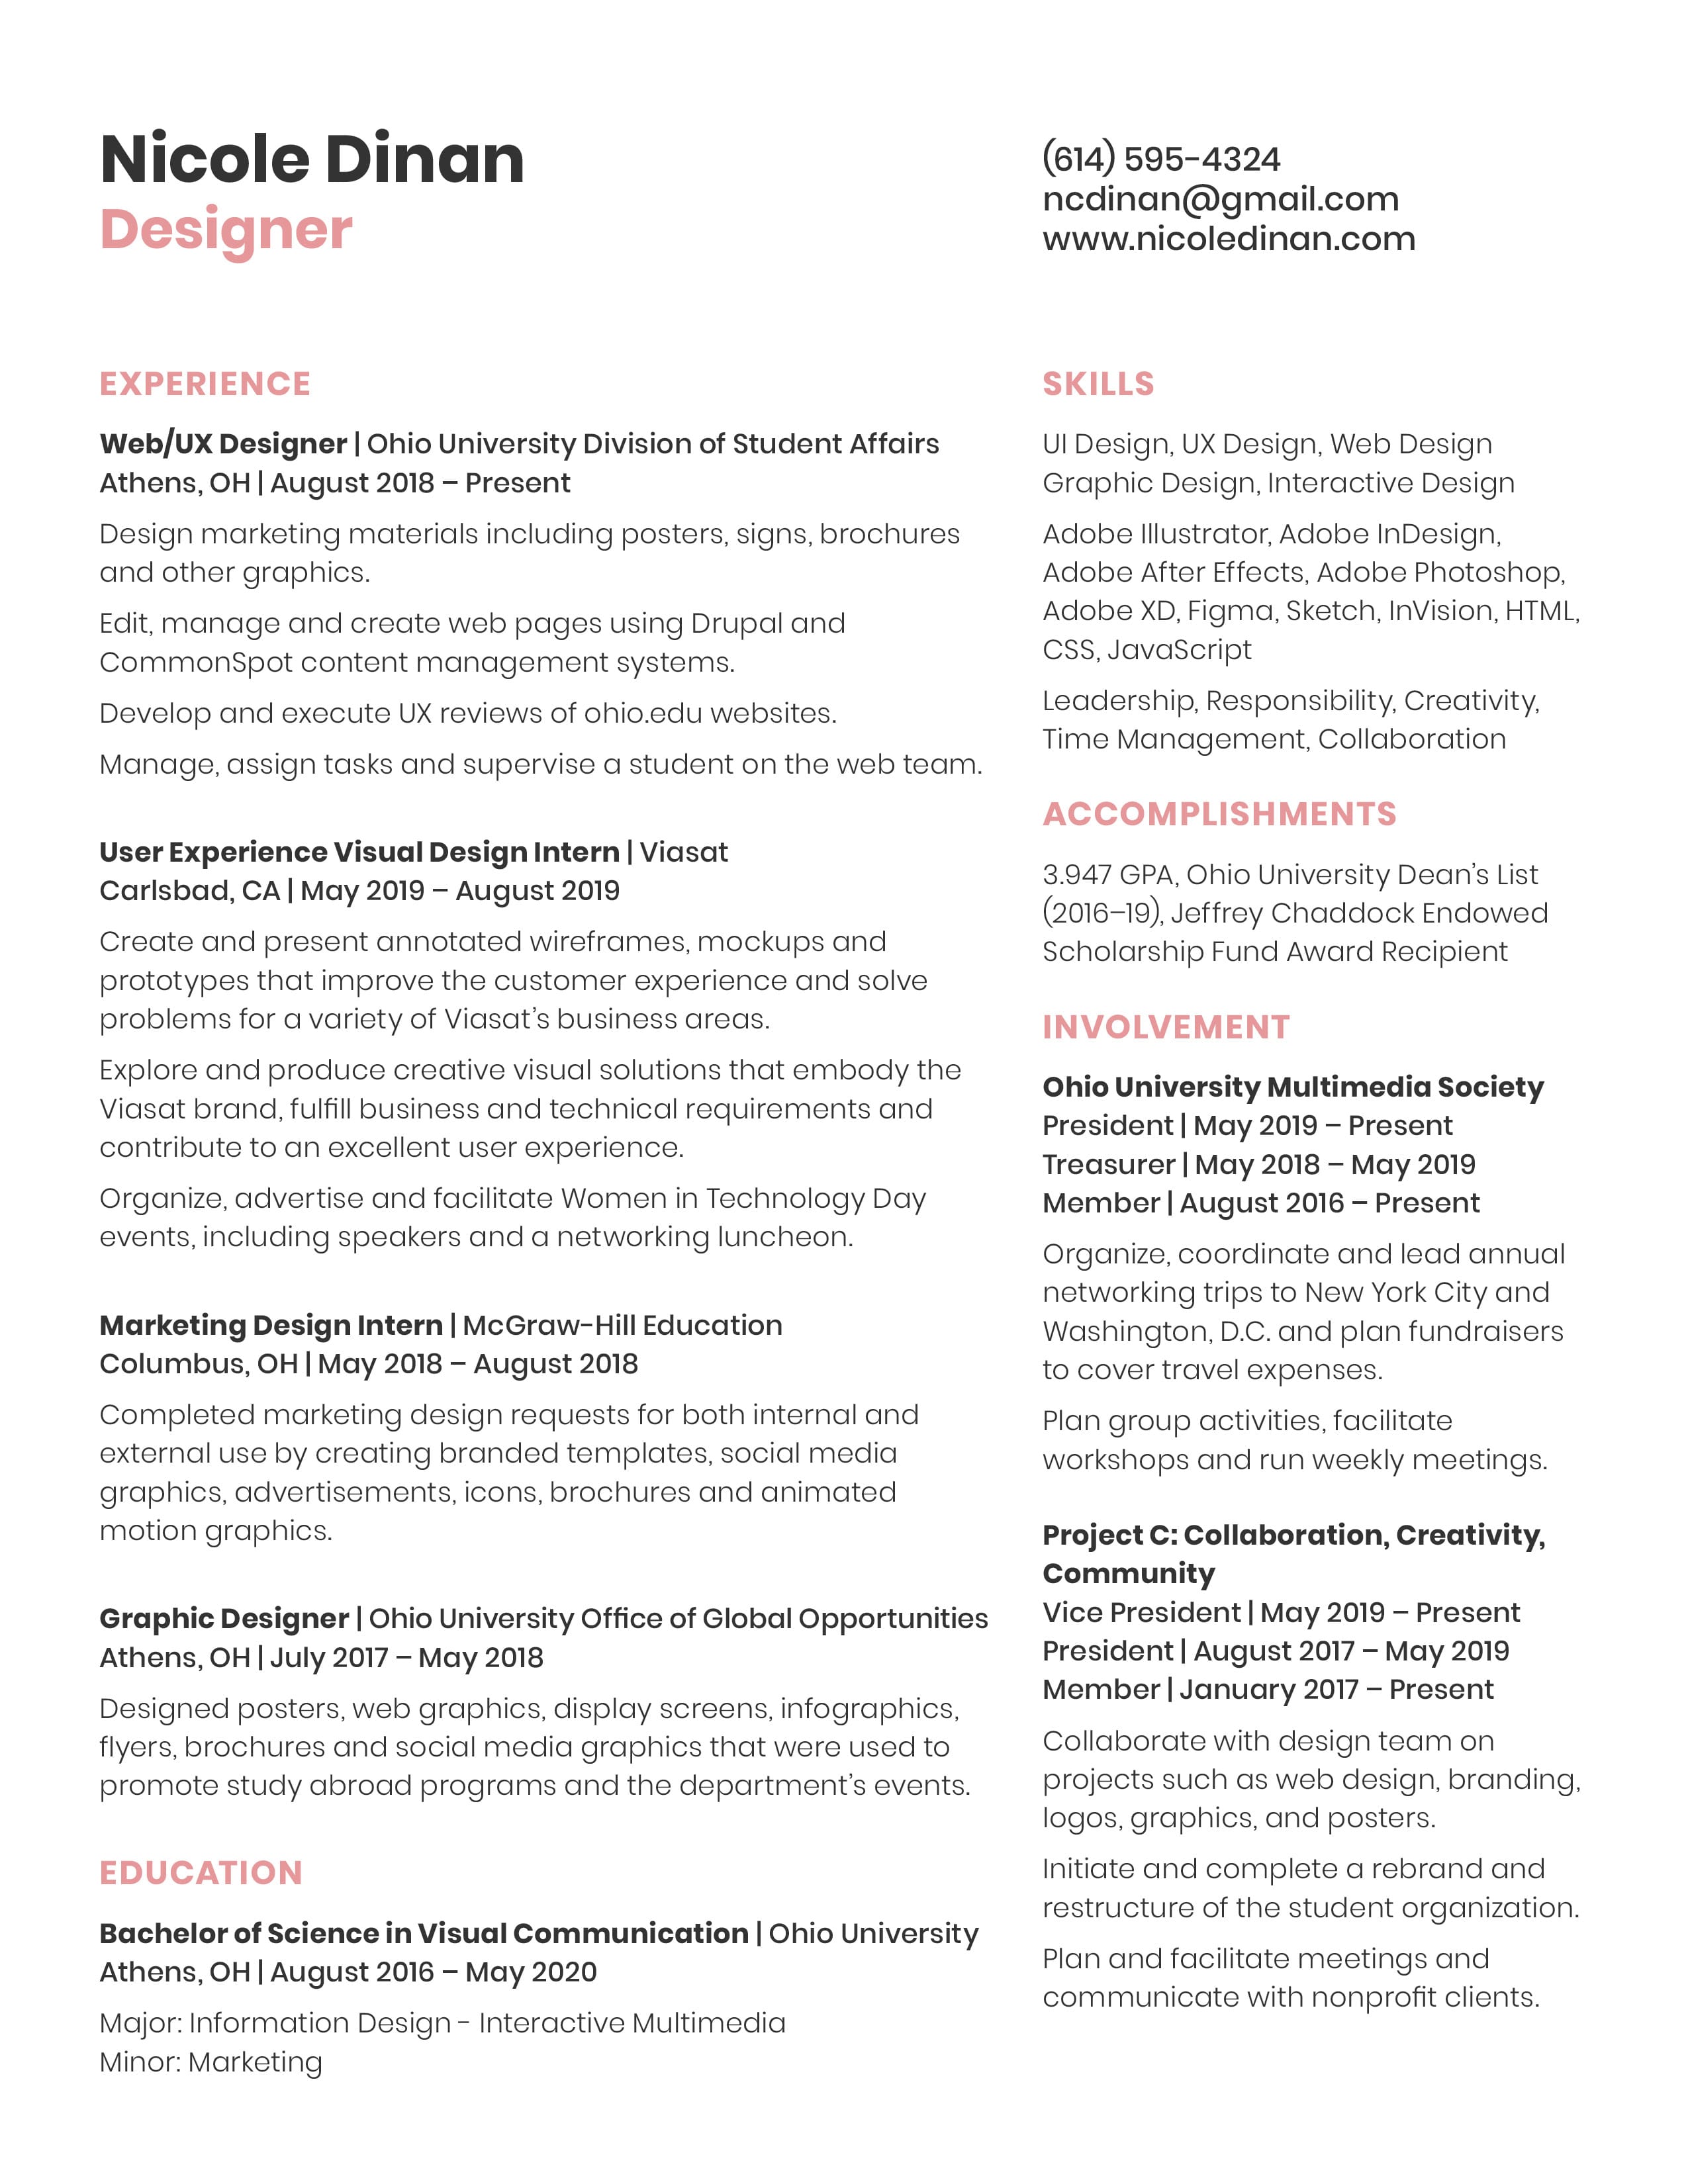 Nicole Dinan
Designer
(614) 595-4324
ncdinan@gmail.com
www.nicoledinan.com
EXPERIENCE
Web/UX Designer | Ohio University Division of Student Affairs
Athens, OH | August 2018 – Present
Design marketing materials including posters, signs, brochures
and other graphics.
Edit, manage and create web pages using Drupal and
CommonSpot content management systems.
Develop and execute UX reviews of ohio.edu websites.
Manage, assign tasks and supervise a student on the web team.
User Experience Visual Design Intern | Viasat
Carlsbad, CA | May 2019 – August 2019
Create and present annotated wireframes, mockups and
prototypes that improve the customer experience and solve
problems for a variety of Viasat’s business areas.
Explore and produce creative visual solutions that embody the
Viasat brand, fulfill business and technical requirements and
contribute to an excellent user experience.
Organize, advertise and facilitate Women in Technology Day
events, including speakers and a networking luncheon.
Marketing Design Intern | McGraw-Hill Education
Columbus, OH | May 2018 – August 2018
Completed marketing design requests for both internal and
external use by creating branded templates, social media
graphics, advertisements, icons, brochures and animated
motion graphics.
Graphic Designer | Ohio University Office of Global Opportunities
Athens, OH | July 2017 – May 2018
Designed posters, web graphics, display screens, infographics,
flyers, brochures and social media graphics that were used to
promote study abroad programs and the department’s events.
EDUCATION
Bachelor of Science in Visual Communication | Ohio University
Athens, OH | August 2016 – May 2020
Major: Information Design - Interactive Multimedia
Minor: Marketing
SKILLS
UI Design, UX Design, Web Design
Graphic Design, Interactive Design
Adobe Illustrator, Adobe InDesign,
Adobe After Effects, Adobe Photoshop,
Adobe XD, Figma, Sketch, InVision, HTML,
CSS, JavaScript
Leadership, Responsibility, Creativity,
Time Management, Collaboration
ACCOMPLISHMENTS
3.947 GPA, Ohio University Dean’s List
(2016–19), Jeffrey Chaddock Endowed
Scholarship Fund Award Recipient
INVOLVEMENT
Ohio University Multimedia Society
President | May 2019 – Present
Treasurer | May 2018 – May 2019
Member | August 2016 – Present
Organize, coordinate and lead annual
networking trips to New York City and
Washington, D.C. and plan fundraisers
to cover travel expenses.
Plan group activities, facilitate
workshops and run weekly meetings.
Project C: Collaboration, Creativity,
Community
Vice President | May 2019 – Present
President | August 2017 – May 2019
Member | January 2017 – Present
Collaborate with design team on
projects such as web design, branding,
logos, graphics, and posters.
Initiate and complete a rebrand and
restructure of the student organization.
Plan and facilitate meetings and
communicate with nonprofit clients.